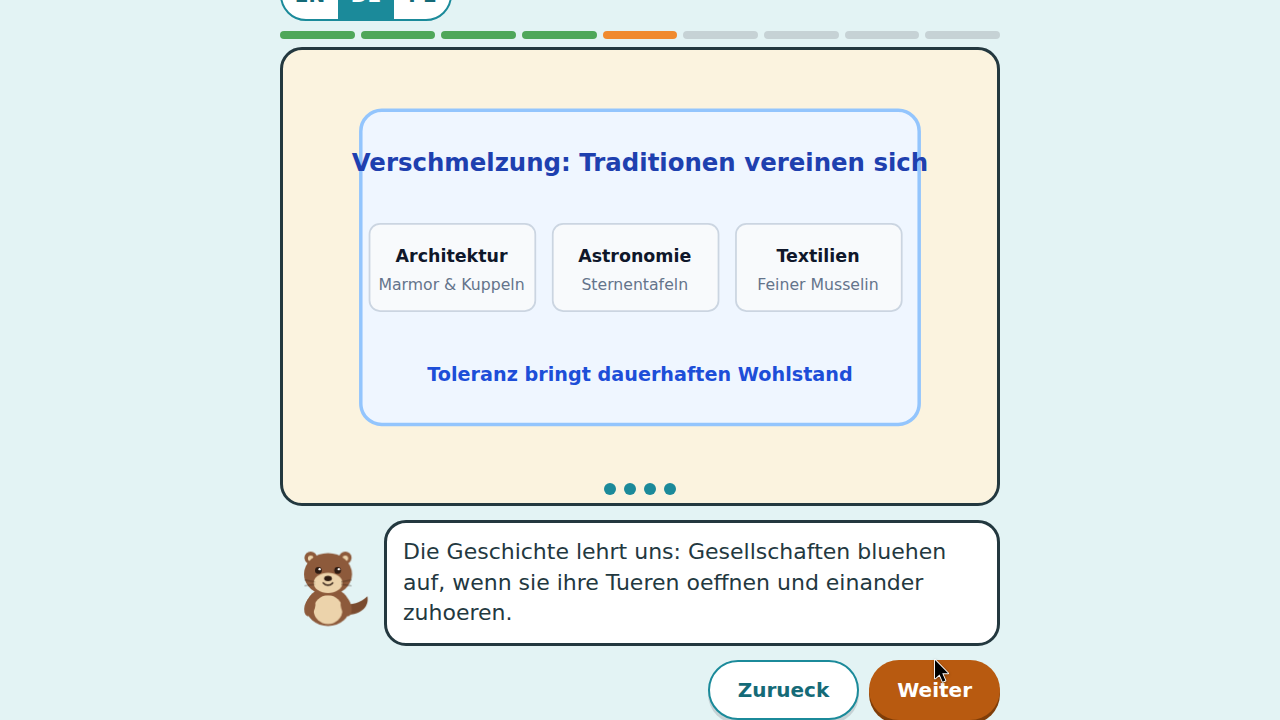 Verschmelzung: Traditionen vereinen sich
Architektur
Marmor & Kuppeln
Astronomie
Sternentafeln
Textilien
Feiner Musselin
Toleranz bringt dauerhaften Wohlstand
Die Geschichte lehrt uns: Gesellschaften bluehen
auf, wenn sie ihre Tueren oeffnen und einander
zuhoeren.
Zurueck
Weiter